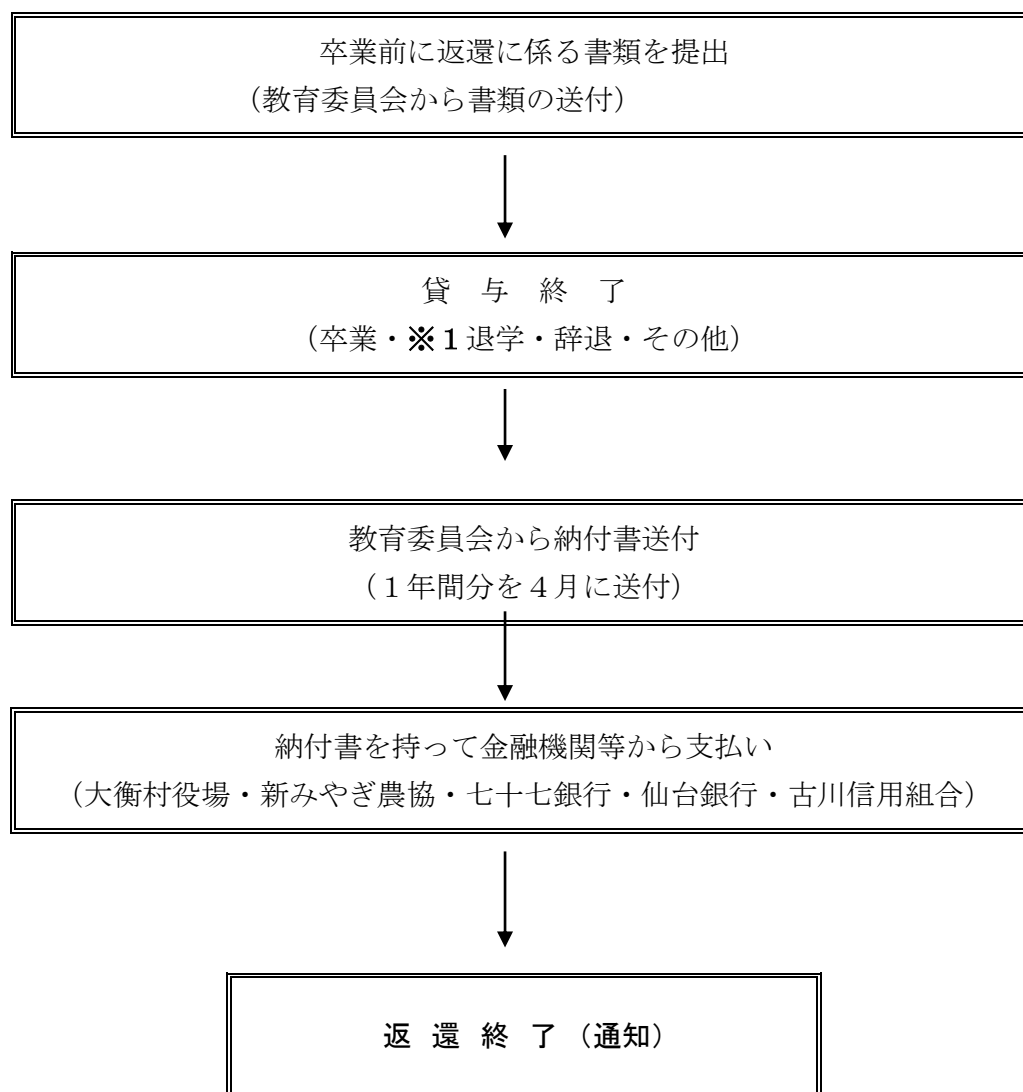 卒業前に返還に係る書類を提出
（教育委員会から書類の送付）
貸　与　終　了
（卒業・※１退学・辞退・その他）
教育委員会から納付書送付
（１年間分を４月に送付）
納付書を持って金融機関等から支払い
（大衡村役場・新みやぎ農協・七十七銀行・仙台銀行・古川信用組合）
返　還　終　了（通知）